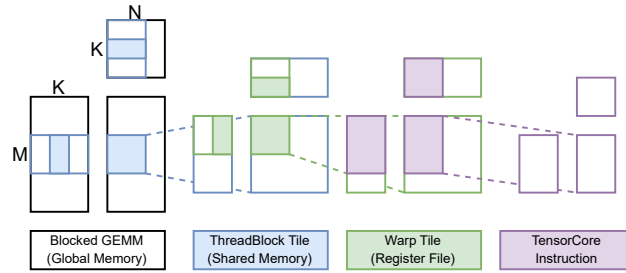 N
K
K
M
Blocked GEMM
(Global Memory)
ThreadBlock Tile
(Shared Memory)
Warp Tile
(Register File)
TensorCore
Instruction